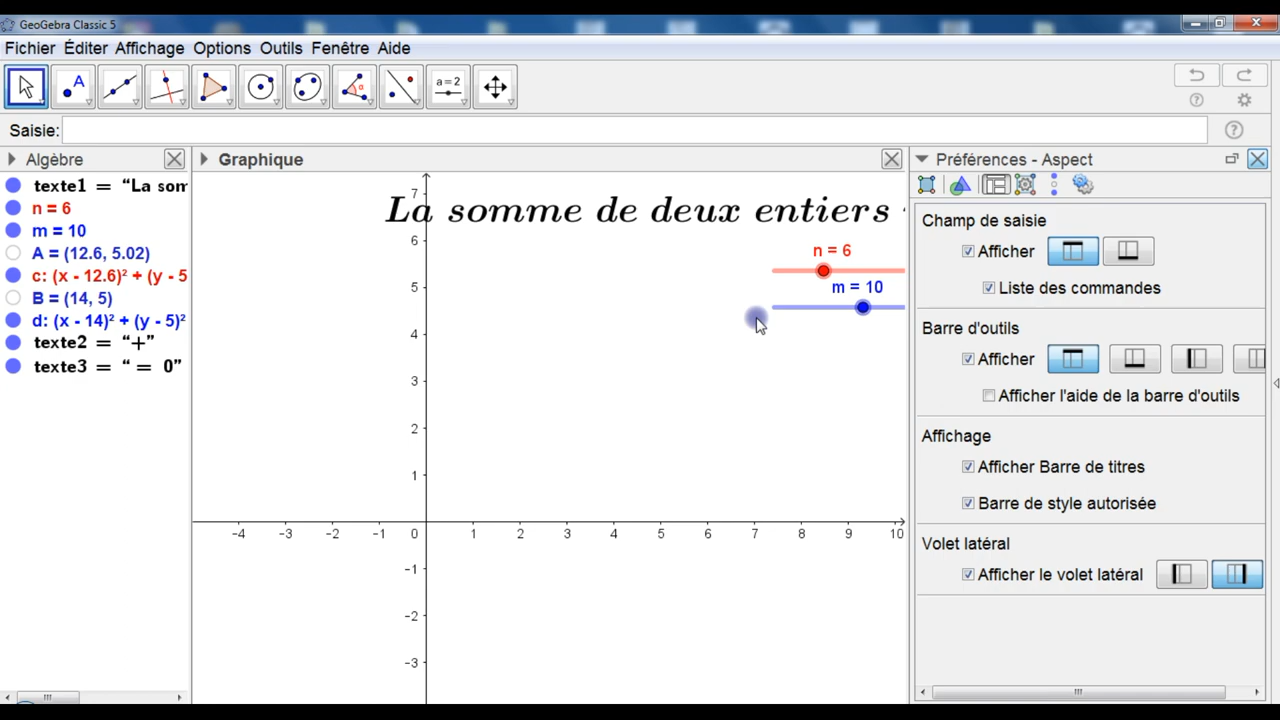 GeoGebra Classic 5
Fichier Éditer Affichage Options Outils Fenêtre Aide
A
α
a = 2
Saisie:
Algèbre
Graphique
Préférences - Aspect
texte1 = “La som
n = 6
m = 10
A = (12.6, 5.02)
c: (x - 12.6)² + (y - 5
B = (14, 5)
d: (x - 14)² + (y - 5)²
texte2 = “+”
texte3 = “ = 0”
La somme de deux entiers
n = 6
m = 10
7
6
5
4
3
2
1
-4 -3 -2 -1 0 1 2 3 4 5 6 7 8 9 10
-1
-2
-3
Champ de saisie
Afficher
Liste des commandes
Barre d'outils
Afficher
Afficher l'aide de la barre d'outils
Affichage
Afficher Barre de titres
Barre de style autorisée
Volet latéral
Afficher le volet latéral